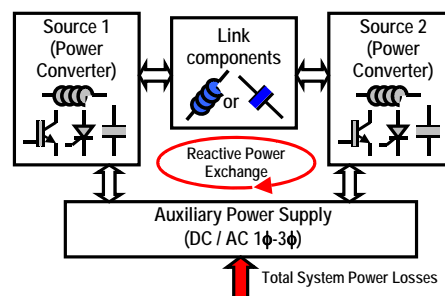 Source 1
(Power
Converter)
Link
components
or
Source 2
(Power
Converter)
Reactive Power
Exchange
Auxiliary Power Supply
(DC / AC 1ϕ-3ϕ)
Total System Power Losses